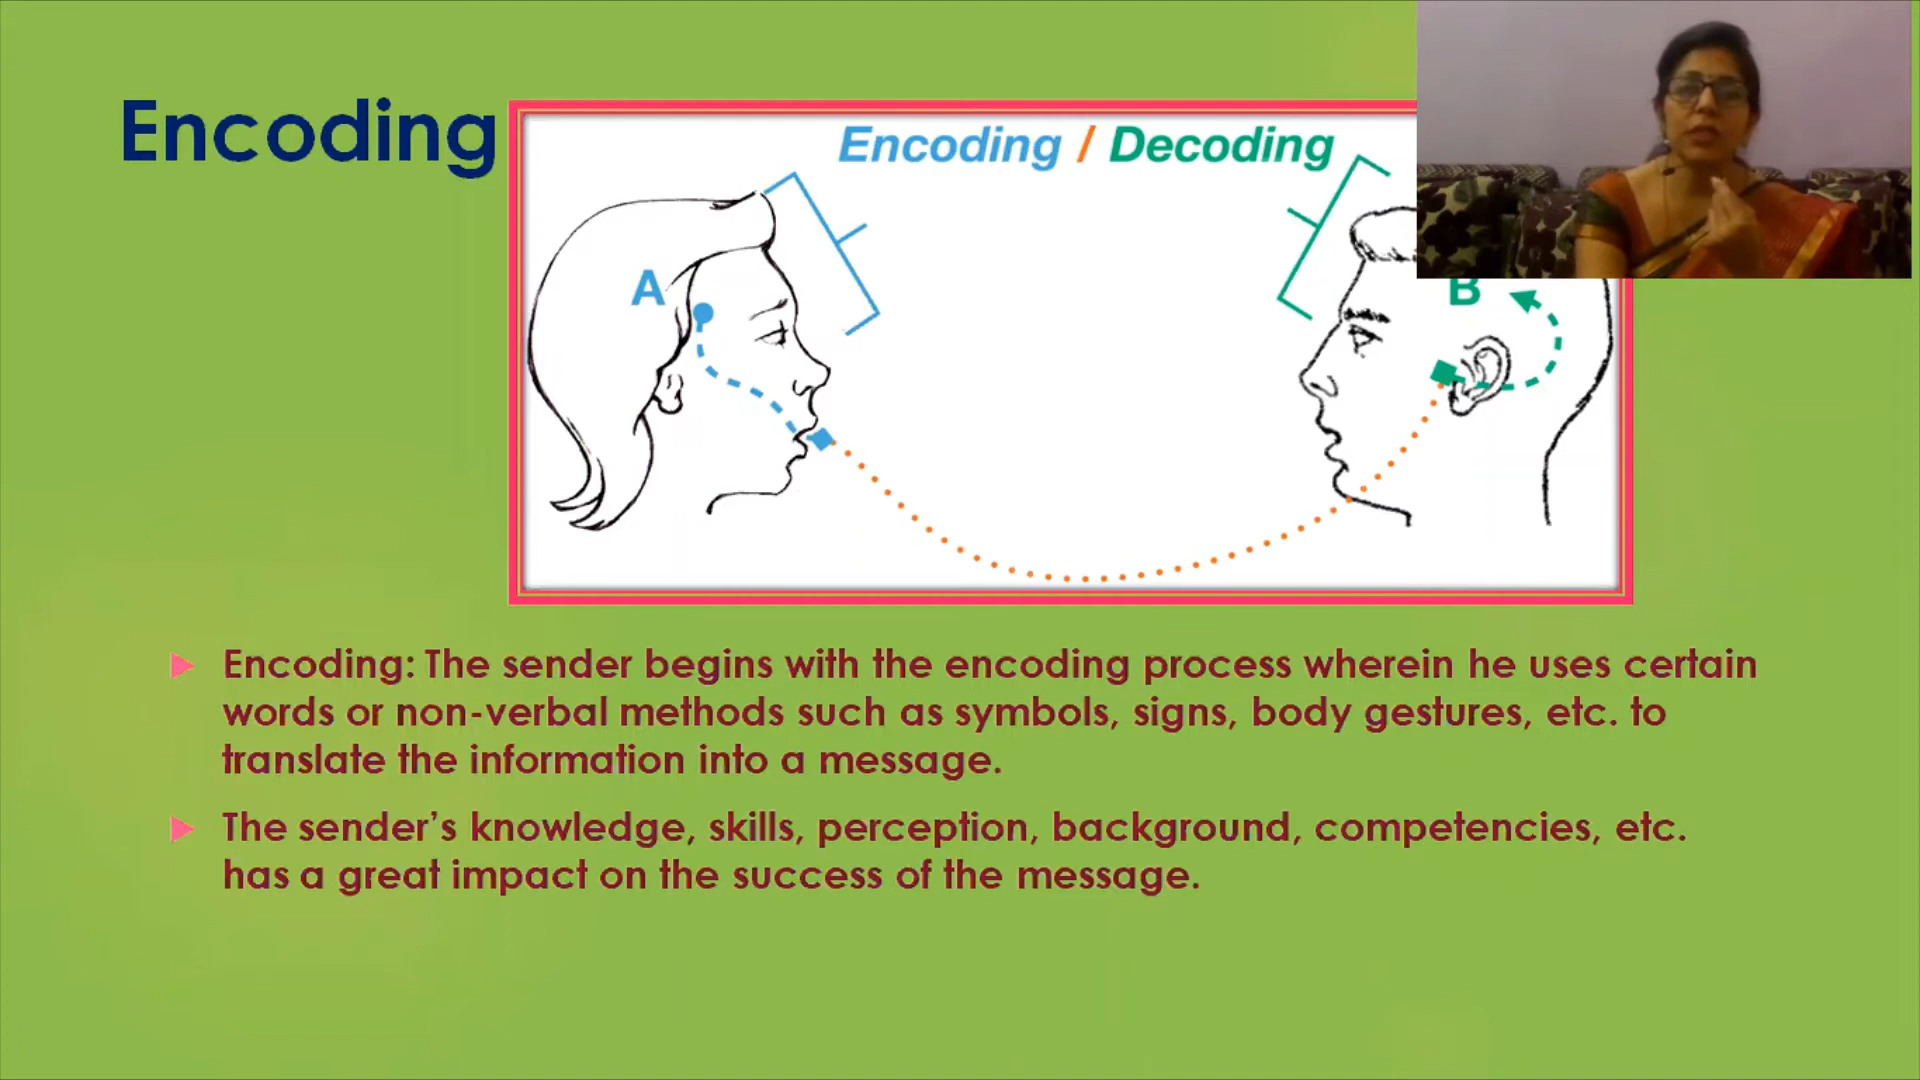 Encoding
Encoding / Decoding
A
B
Encoding: The sender begins with the encoding process wherein he uses certain
words or non-verbal methods such as symbols, signs, body gestures, etc. to
translate the information into a message.
The sender’s knowledge, skills, perception, background, competencies, etc.
has a great impact on the success of the message.